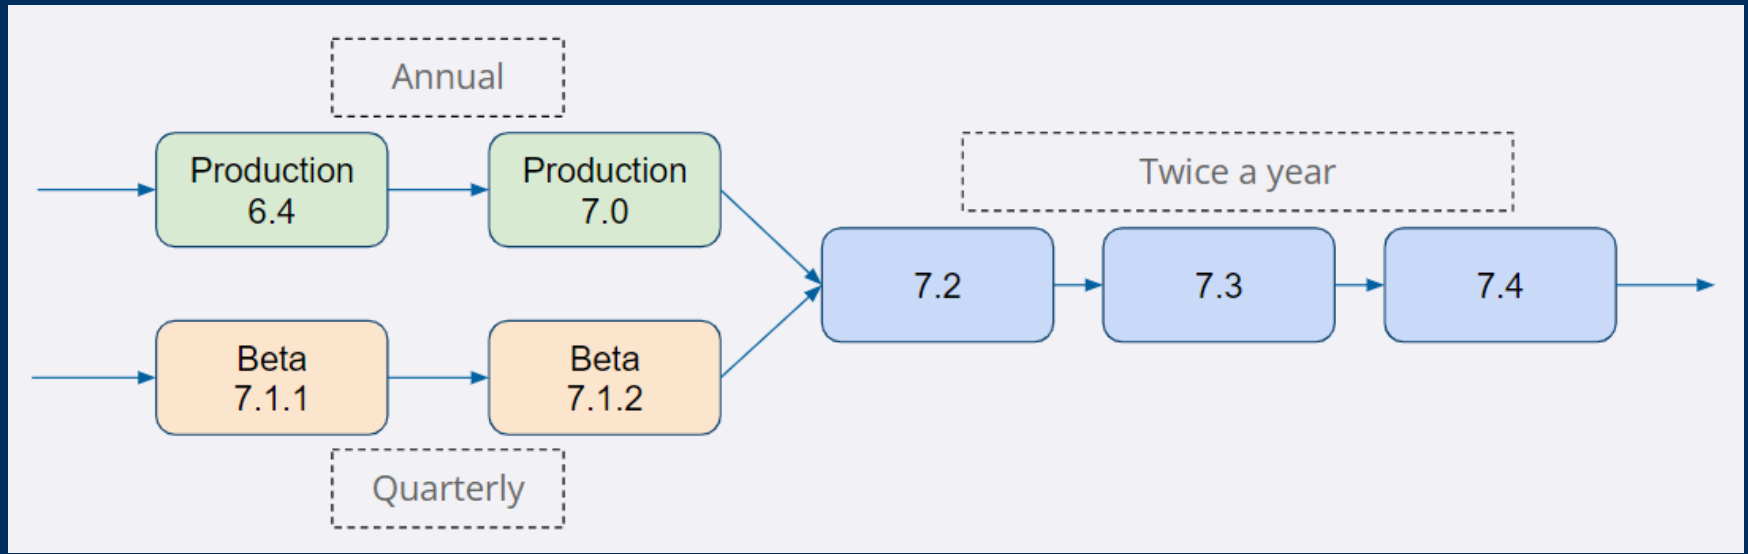 Annual
Production
6.4
Production
7.0
Twice a year
7.2
7.3
7.4
Beta
7.1.1
Beta
7.1.2
Quarterly